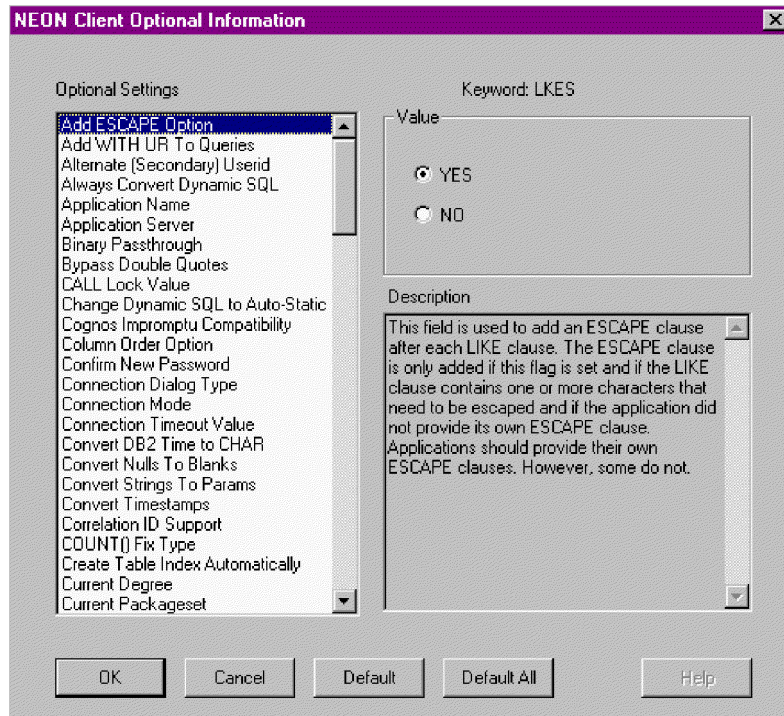 NEON Client Optional Information
Optional Settings
Add ESCAPE Option
Add WITH UR To Queries
Alternate (Secondary) Userid
Always Convert Dynamic SQL
Application Name
Application Server
Binary Passthrough
Bypass Double Quotes
CALL Lock Value
Change Dynamic SQL to Auto-Static
Cognos Impromptu Compatibility
Column Order Option
Confirm New Password
Connection Dialog Type
Connection Mode
Connection Timeout Value
Convert DB2 Time to CHAR
Convert Nulls To Blanks
Convert Strings To Params
Convert Timestamps
Correlation ID Support
COUNT() Fix Type
Create Table Index Automatically
Current Degree
Current Packageset
Keyword: LKES
Value
YES
NO
Description
This field is used to add an ESCAPE clause
after each LIKE clause. The ESCAPE clause
is only added if this flag is set and if the LIKE
clause contains one or more characters that
need to be escaped and if the application did
not provide its own ESCAPE clause.
Applications should provide their own
ESCAPE clauses. However, some do not.
OK
Cancel
Default
Default All
Help